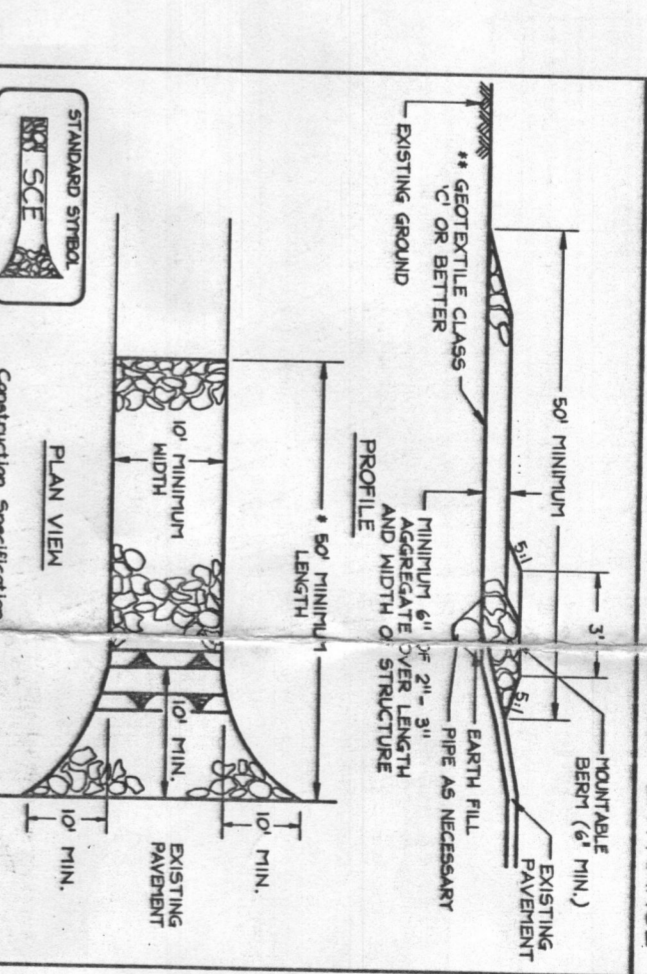 50' MINIMUM
3'
MOUNTABLE
BERM (6" MIN.)
5:1
5:1
EXISTING
PAVEMENT
** GEOTEXTILE CLASS
'C' OR BETTER
EXISTING GROUND
MINIMUM 6" OF 2"- 3"
AGGREGATE OVER LENGTH
AND WIDTH OF STRUCTURE
EARTH FILL
PIPE AS NECESSARY
PROFILE
* 50' MINIMUM
LENGTH
10' MINIMUM
WIDTH
10' MIN.
10' MIN.
10' MIN.
EXISTING
PAVEMENT
PLAN VIEW
STANDARD SYMBOL
SCE
Construction Specification